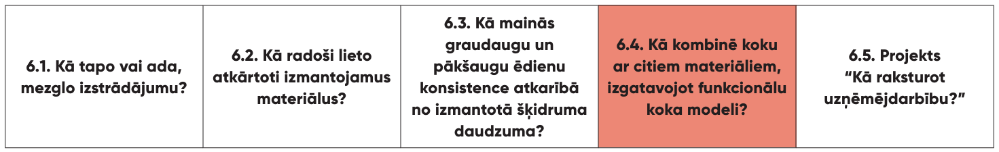 6.1. Kā tapo vai ada,
mezglo izstrādājumu?
6.2. Kā radoši lieto
atkārtoti izmantojamus
materiālus?
6.3. Kā mainās
graudaugu un
pākšaugu ēdienu
konsistence atkarībā
no izmantotā šķidruma
daudzuma?
6.4. Kā kombinē koku
ar citiem materiāliem,
izgatavojot funkcionālu
koka modeli?
6.5. Projekts
“Kā raksturot
uzņēmējdarbību?”